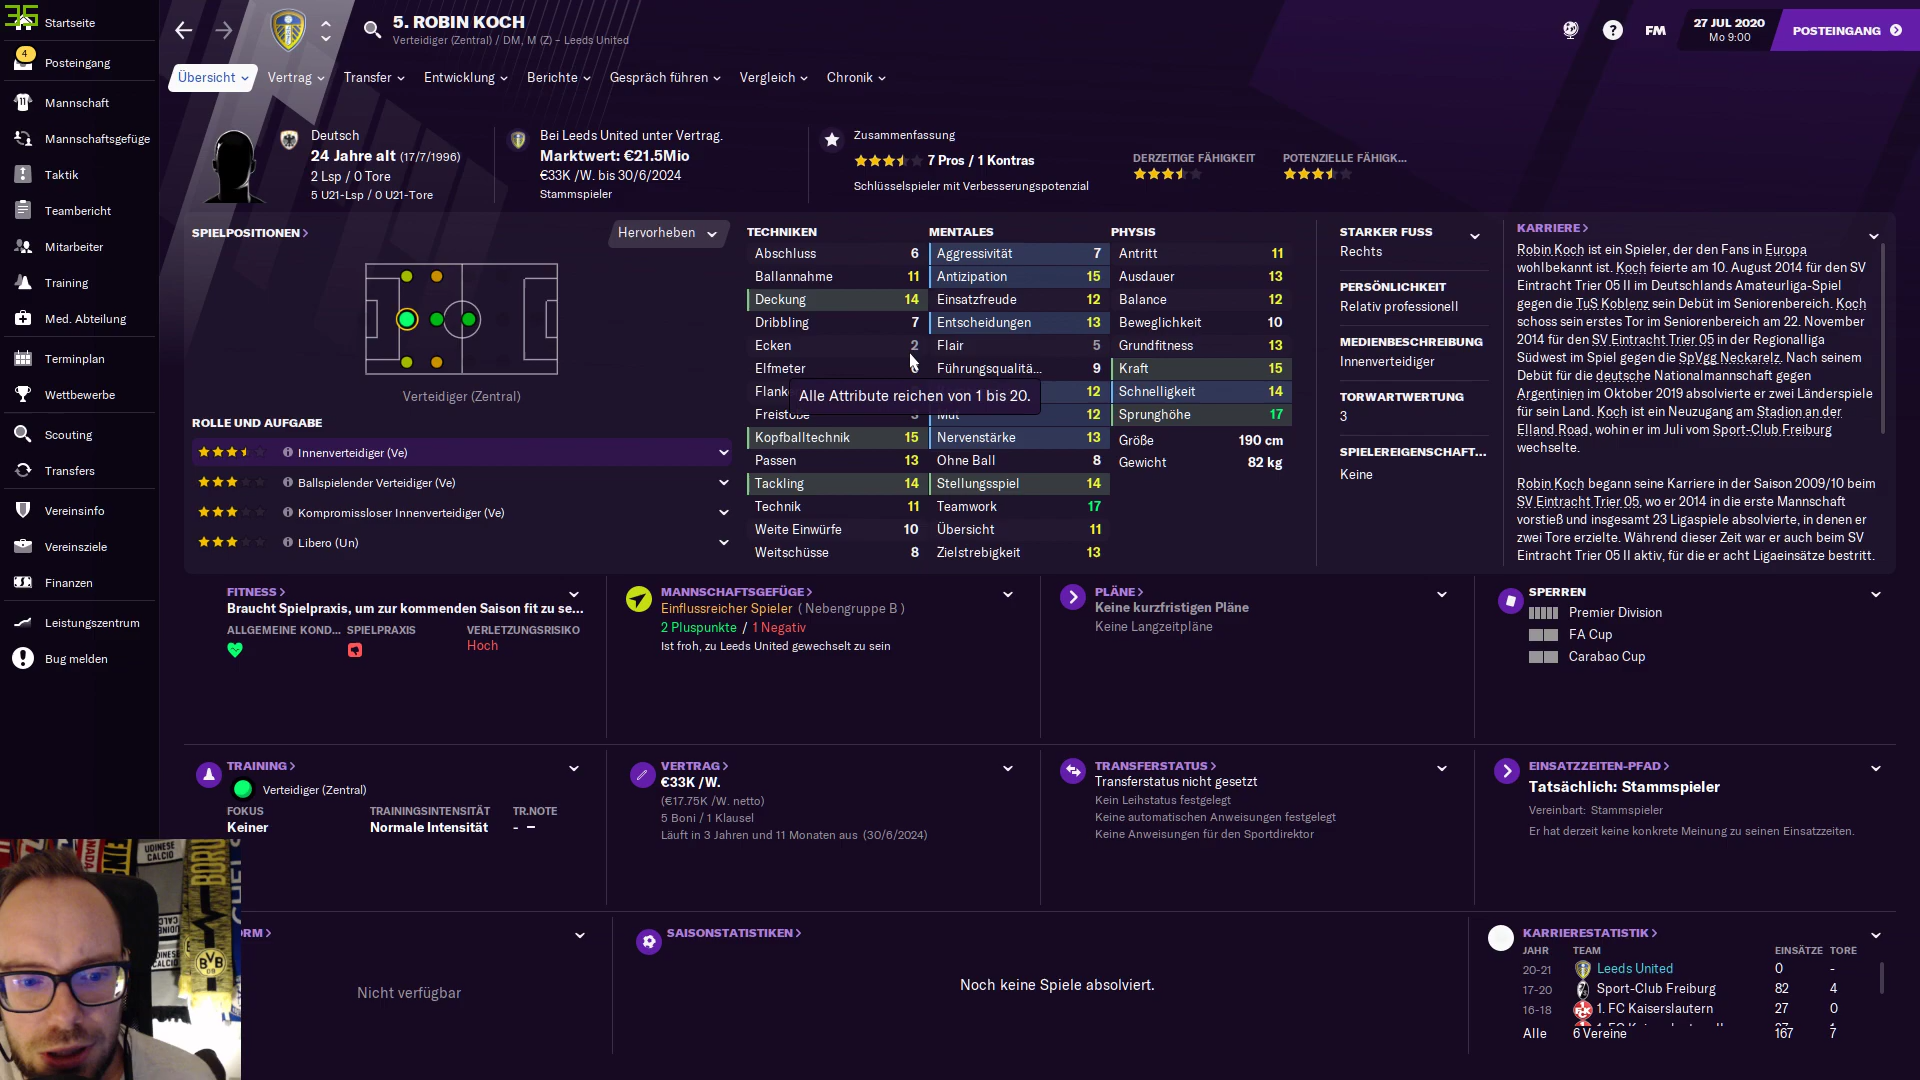 36
Startseite
4
Posteingang
Mannschaft
Mannschaftsgefüge
Taktik
Teambericht
Mitarbeiter
Training
Med. Abteilung
Terminplan
Wettbewerbe
Scouting
Transfers
Vereinsinfo
Vereinsziele
Finanzen
Leistungszentrum
Bug melden
5. ROBIN KOCH
Verteidiger (Zentral) / DM, M (Z) – Leeds United
FM
27 JUL 2020
Mo 9:00
POSTEINGANG
Übersicht
Vertrag
Transfer
Entwicklung
Berichte
Gespräch führen
Vergleich
Chronik
Deutsch
24 Jahre alt (17/7/1996)
2 Lsp / 0 Tore
5 U21-Lsp / 0 U21-Tore
Bei Leeds United unter Vertrag.
Marktwert: €21.5Mio
€33K /W. bis 30/6/2024
Stammspieler
Zusammenfassung
7 Pros / 1 Kontras
Schlüsselspieler mit Verbesserungspotenzial
DERZEITIGE FÄHIGKEIT
POTENZIELLE FÄHIGK...
SPIELPOSITIONEN
Hervorheben
Verteidiger (Zentral)
ROLLE UND AUFGABE
Innenverteidiger (Ve)
Ballspielender Verteidiger (Ve)
Kompromissloser Innenverteidiger (Ve)
Libero (Un)
TECHNIKEN
Abschluss 6
Ballannahme 11
Deckung 14
Dribbling 7
Ecken 2
Elfmeter
Flank
Freistöße
Kopfballtechnik 15
Passen 13
Tackling 14
Technik 11
Weite Einwürfe 10
Weitschüsse 8
Alle Attribute reichen von 1 bis 20.
MENTALES
Aggressivität 7
Antizipation 15
Einsatzfreude 12
Entscheidungen 13
Flair 5
Führungsqualitä... 9
12
Mut 12
Nervenstärke 13
Ohne Ball 8
Stellungsspiel 14
Teamwork 17
Übersicht 11
Zielstrebigkeit 13
PHYSIS
Antritt 11
Ausdauer 13
Balance 12
Beweglichkeit 10
Grundfitness 13
Kraft 15
Schnelligkeit 14
Sprunghöhe 17
Größe 190 cm
Gewicht 82 kg
STARKER FUSS
Rechts
PERSÖNLICHKEIT
Relativ professionell
MEDIENBESCHREIBUNG
Innenverteidiger
TORWARTWERTUNG
3
SPIELEREIGENSCHAFT...
Keine
KARRIERE
Robin Koch ist ein Spieler, der den Fans in Europa
wohlbekannt ist. Koch feierte am 10. August 2014 für den SV
Eintracht Trier 05 II im Deutschlands Amateurliga-Spiel
gegen die TuS Koblenz sein Debüt im Seniorenbereich. Koch
schoss sein erstes Tor im Seniorenbereich am 22. November
2014 für den SV Eintracht Trier 05 in der Regionalliga
Südwest im Spiel gegen die SpVgg Neckarelz. Nach seinem
Debüt für die deutsche Nationalmannschaft gegen
Argentinien im Oktober 2019 absolvierte er zwei Länderspiele
für sein Land. Koch ist ein Neuzugang am Stadion an der
Elland Road, wohin er im Juli vom Sport-Club Freiburg
wechselte.
Robin Koch begann seine Karriere in der Saison 2009/10 beim
SV Eintracht Trier 05, wo er 2014 in die erste Mannschaft
vorstieß und insgesamt 23 Ligaspiele absolvierte, in denen er
zwei Tore erzielte. Während dieser Zeit war er auch beim SV
Eintracht Trier 05 II aktiv, für die er acht Ligaeinsätze bestritt.
FITNESS
Braucht Spielpraxis, um zur kommenden Saison fit zu se...
ALLGEMEINE KOND... SPIELPRAXIS VERLETZUNGSRISIKO
Hoch
MANNSCHAFTSGEFÜGE
Einflussreicher Spieler ( Nebengruppe B )
2 Pluspunkte / 1 Negativ
Ist froh, zu Leeds United gewechselt zu sein
PLÄNE
Keine kurzfristigen Pläne
Keine Langzeitpläne
SPERREN
Premier Division
FA Cup
Carabao Cup
TRAINING
Verteidiger (Zentral)
FOKUS TRAININGSINTENSITÄT TR.NOTE
Keiner Normale Intensität - –
VERTRAG
€33K /W.
(€17.75K /W. netto)
5 Boni / 1 Klausel
Läuft in 3 Jahren und 11 Monaten aus (30/6/2024)
TRANSFERSTATUS
Transferstatus nicht gesetzt
Kein Leihstatus festgelegt
Keine automatischen Anweisungen festgelegt
Keine Anweisungen für den Sportdirektor
EINSATZZEITEN-PFAD
Tatsächlich: Stammspieler
Vereinbart: Stammspieler
Er hat derzeit keine konkrete Meinung zu seinen Einsatzzeiten.
ORM
Nicht verfügbar
SAISONSTATISTIKEN
Noch keine Spiele absolviert.
KARRIERESTATISTIK
JAHR TEAM EINSÄTZE TORE
20-21 Leeds United 0 -
17-20 Sport-Club Freiburg 82 4
16-18 1. FC Kaiserslautern 27 0
Alle 6 Vereine 167 7
UDINESE
CALCIO
BORU
BVB
09